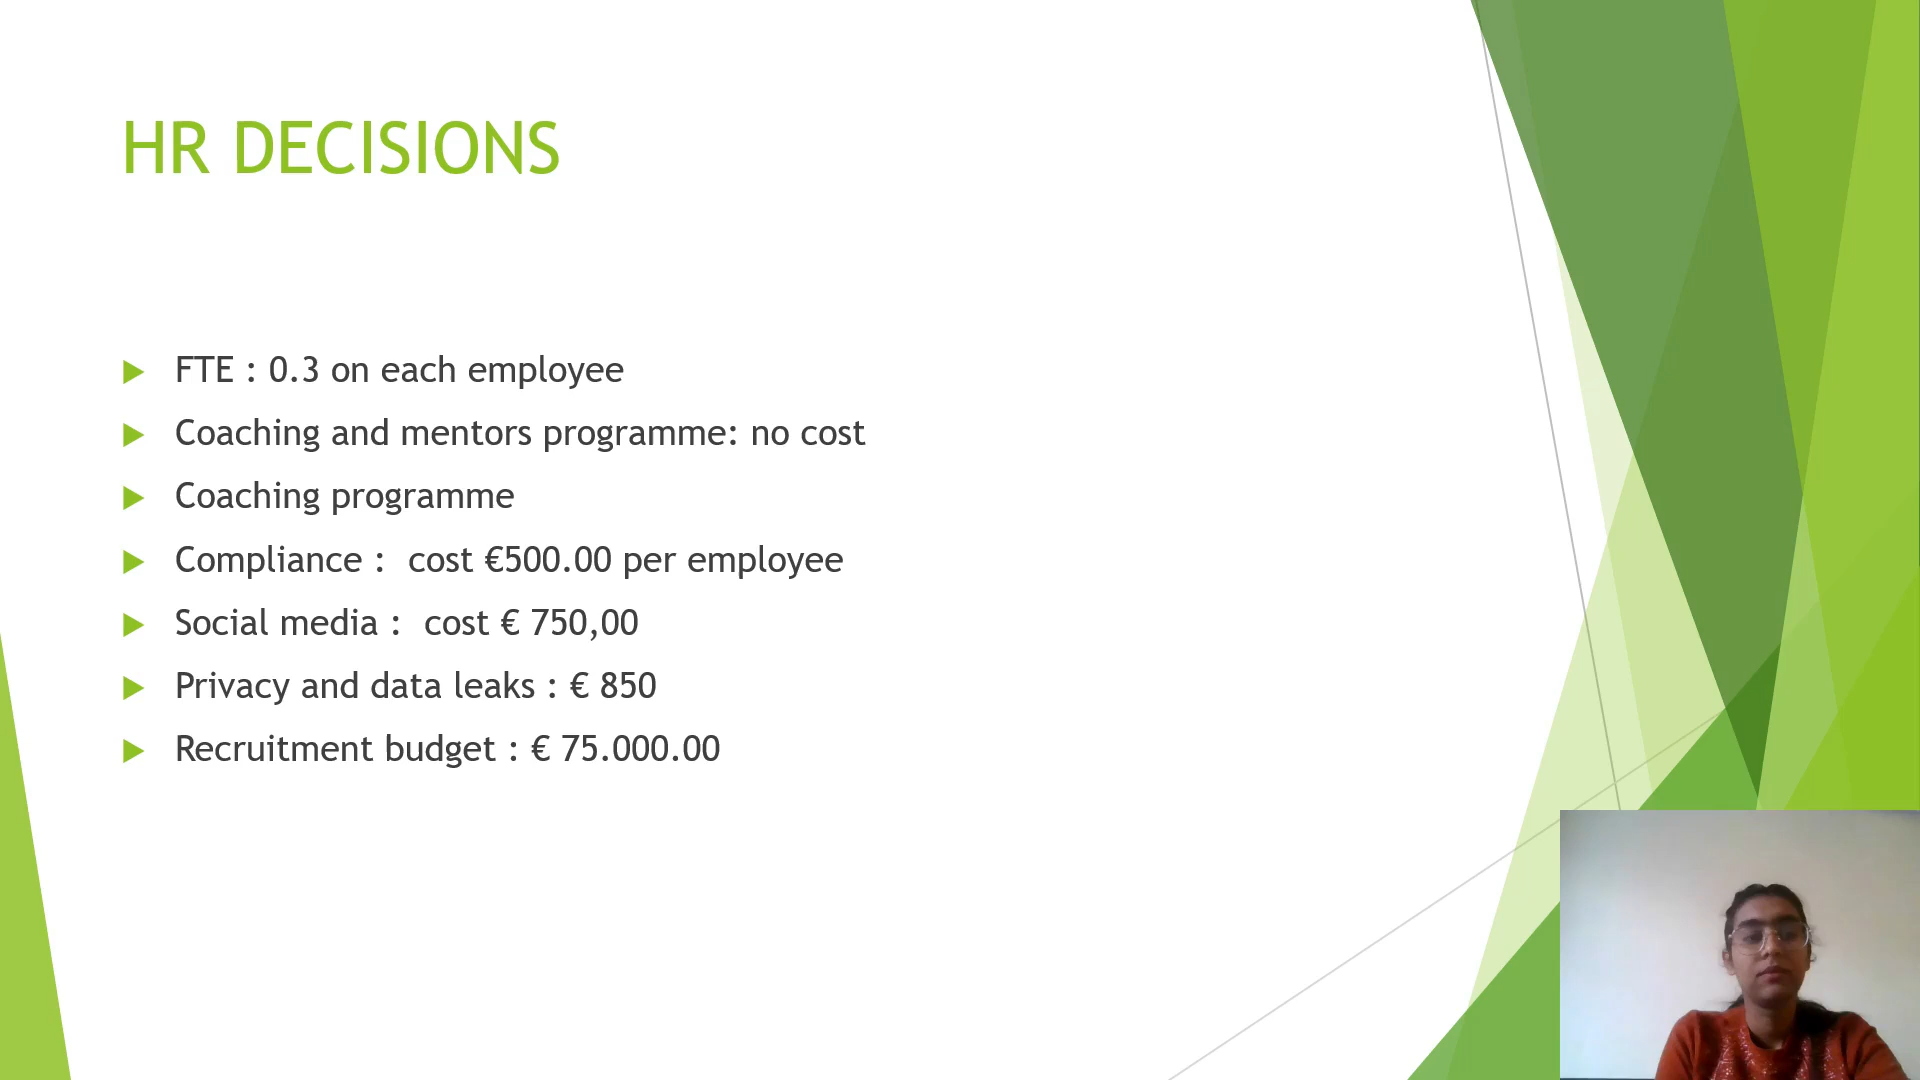 HR DECISIONS
FTE : 0.3 on each employee
Coaching and mentors programme: no cost
Coaching programme
Compliance :  cost €500.00 per employee
Social media :  cost € 750,00
Privacy and data leaks : € 850
Recruitment budget : € 75.000.00